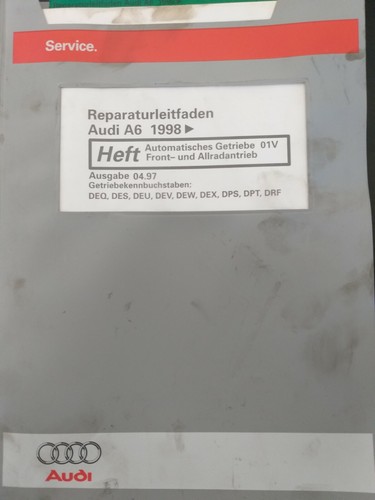 Service.
Reparaturleitfaden
Audi A6 1998 ►
Heft Automatisches Getriebe 01V
Front- und Allradantrieb
Ausgabe 04.97
Getriebekennbuchstaben:
DEQ, DES, DEU, DEV, DEW, DEX, DPS, DPT, DRF
Audi